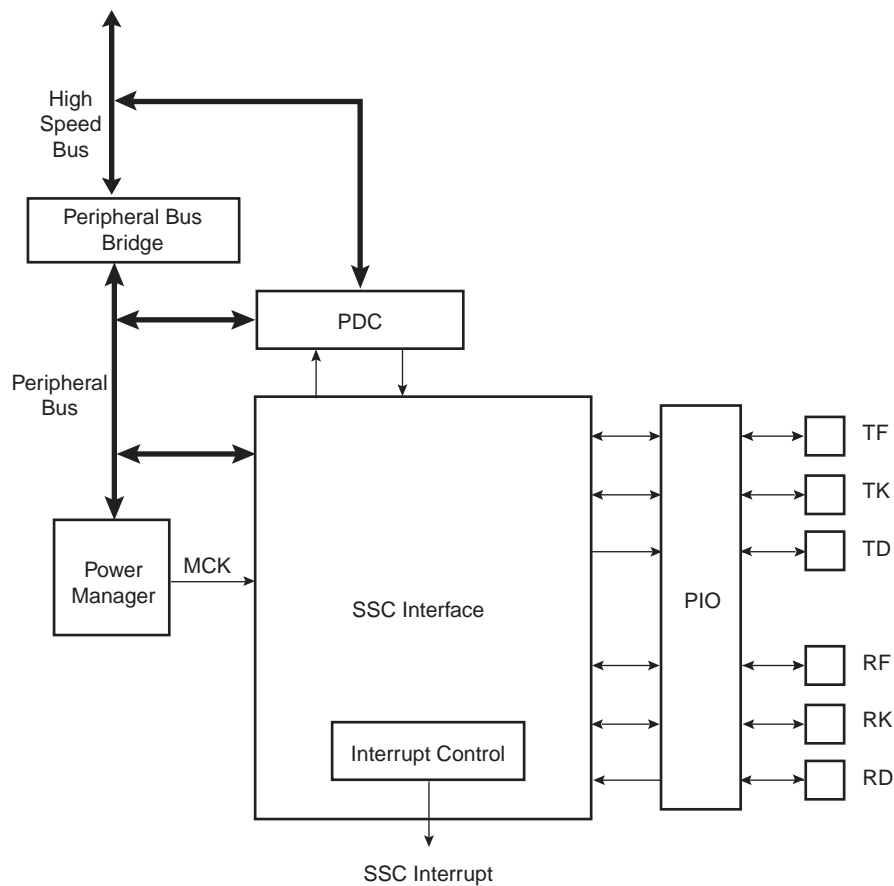 High
Speed
Bus
Peripheral Bus
Bridge
PDC
Peripheral
Bus
TF
TK
TD
Power
Manager
MCK
SSC Interface
PIO
RF
RK
RD
Interrupt Control
SSC Interrupt